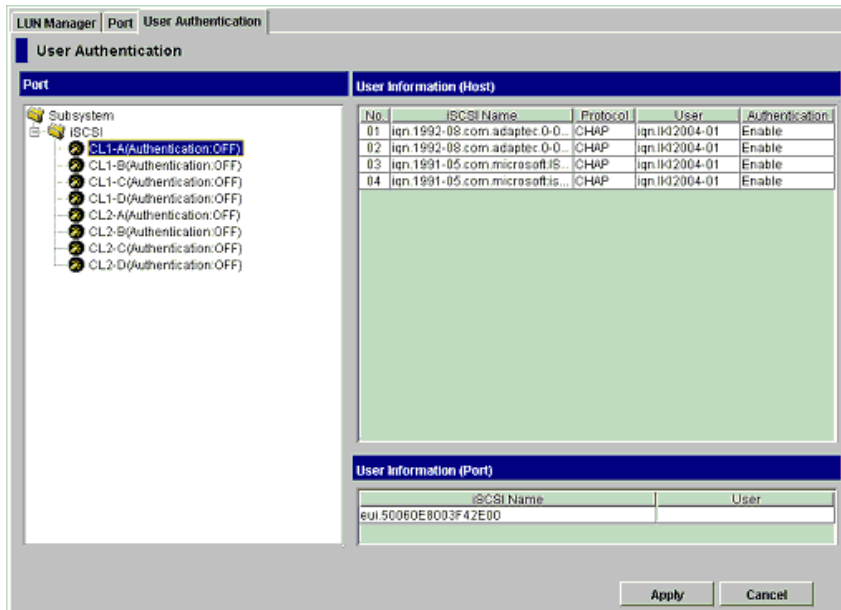 LUN Manager Port User Authentication
User Authentication
Port
Subsystem
iSCSI
CL1-A(Authentication:OFF)
CL1-B(Authentication:OFF)
CL1-C(Authentication:OFF)
CL1-D(Authentication:OFF)
CL2-A(Authentication:OFF)
CL2-B(Authentication:OFF)
CL2-C(Authentication:OFF)
CL2-D(Authentication:OFF)
User Information (Host)
No. iSCSI Name Protocol User Authentication
01 iqn.1992-08.com.adaptec.0-0... CHAP iqn.IKI2004-01 Enable
02 iqn.1992-08.com.adaptec.0-0... CHAP iqn.IKI2004-01 Enable
03 iqn.1991-05.com.microsoft:IS... CHAP iqn.IKI2004-01 Enable
04 iqn.1991-05.com.microsoft:is... CHAP iqn.IKI2004-01 Enable
User Information (Port)
iSCSI Name User
eui.50060E8003F42E00
Apply Cancel